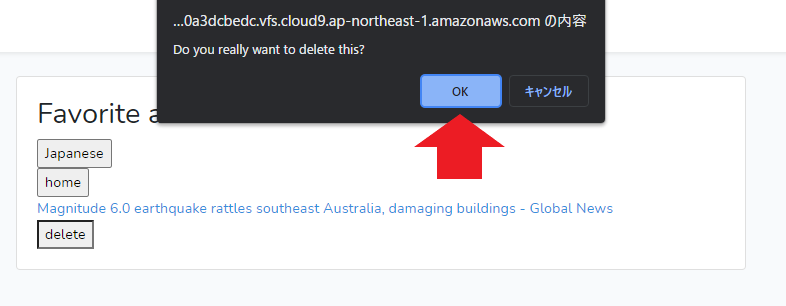 ...0a3dcbedc.vfs.cloud9.ap-northeast-1.amazonaws.com の内容
Do you really want to delete this?
OK
キャンセル
Favorite a
Japanese
home
Magnitude 6.0 earthquake rattles southeast Australia, damaging buildings - Global News
delete